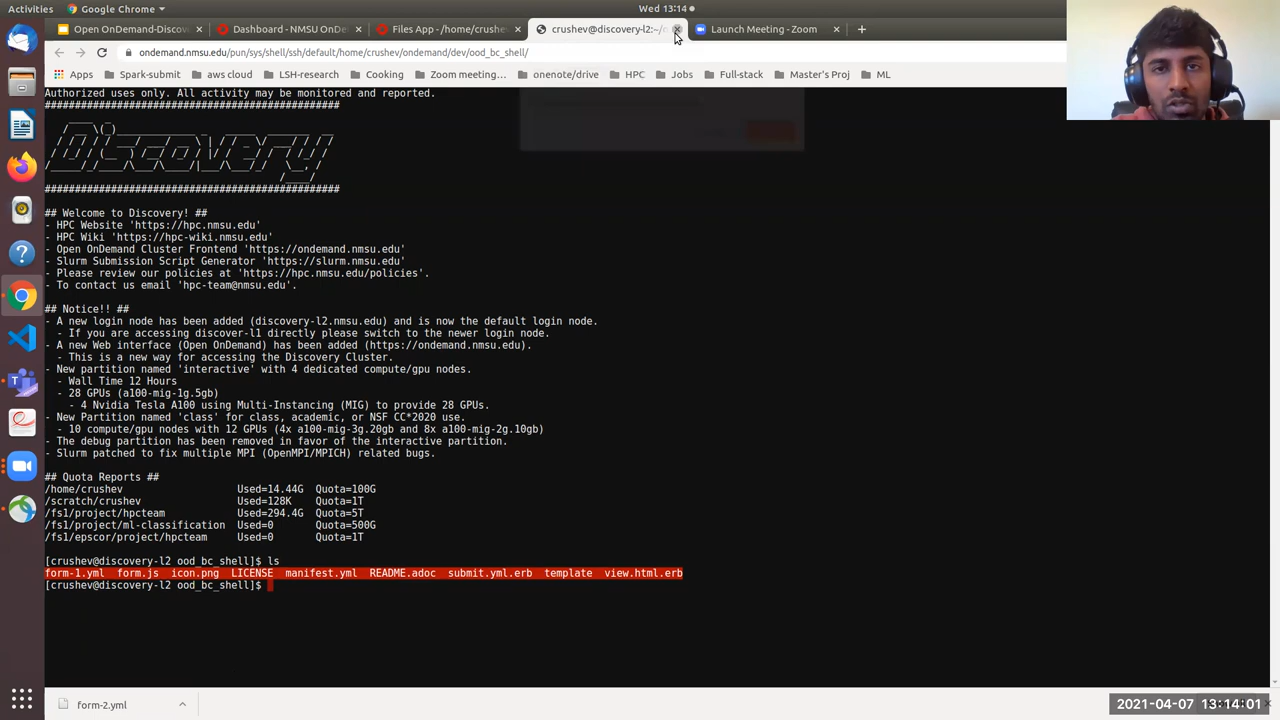 Activities
Google Chrome
Wed 13:14
Open OnDemand-Discov
Dashboard - NMSU OnDe
Files App - /home/crushe
crushev@discovery-l2:~/
Launch Meeting - Zoom
ondemand.nmsu.edu/pun/sys/shell/ssh/default/home/crushev/ondemand/dev/ood_bc_shell/
Apps
Spark-submit
udacity
LSH-research
Cooking
Zoom meeting…
onenote/drive
HPC
Jobs
Full-stack
Master's Proj
ML
Authorized uses only. All activity may be monitored and reported.
#################################################
Discovery
#################################################
## Welcome to Discovery! ##
- HPC Website 'https://hpc.nmsu.edu'
- HPC Wiki 'https://hpc-wiki.nmsu.edu'
- Open OnDemand Cluster Frontend 'https://ondemand.nmsu.edu'
- Slurm Submission Script Generator 'https://slurm.nmsu.edu'
- Please review our policies at 'https://hpc.nmsu.edu/policies'.
- To contact us email 'hpc-team@nmsu.edu'.
## Notice!! ##
- A new login node has been added (discovery-l2.nmsu.edu) and is now the default login node.
- If you are accessing discover-l1 directly please switch to the newer login node.
- A new Web interface (Open OnDemand) has been added (https://ondemand.nmsu.edu).
- This is a new way for accessing the Discovery Cluster.
- New partition named 'interactive' with 4 dedicated compute/gpu nodes.
- Wall Time 12 Hours
- 28 GPUs (a100-mig-1g.5gb)
- 4 Nvidia Tesla A100 using Multi-Instancing (MIG) to provide 28 GPUs.
- New Partition named 'class' for class, academic, or NSF CC*2020 use.
- 10 compute/gpu nodes with 12 GPUs (4x a100-mig-3g.20gb and 8x a100-mig-2g.10gb)
- The debug partition has been removed in favor of the interactive partition.
- Slurm patched to fix multiple MPI (OpenMPI/MPICH) related bugs.
## Quota Reports ##
/home/crushev Used=14.44G Quota=100G
/scratch/crushev Used=128K Quota=1T
/fs1/project/hpcteam Used=294.4G Quota=5T
/fs1/project/ml-classification Used=0 Quota=500G
/fs1/epscor/project/hpcteam Used=0 Quota=1T
[crushev@discovery-l2 ood_bc_shell]$ ls
form-1.yml form.js icon.png LICENSE manifest.yml README.adoc submit.yml.erb template view.html.erb
[crushev@discovery-l2 ood_bc_shell]$
form-2.yml
2021-04-07 13:14:01